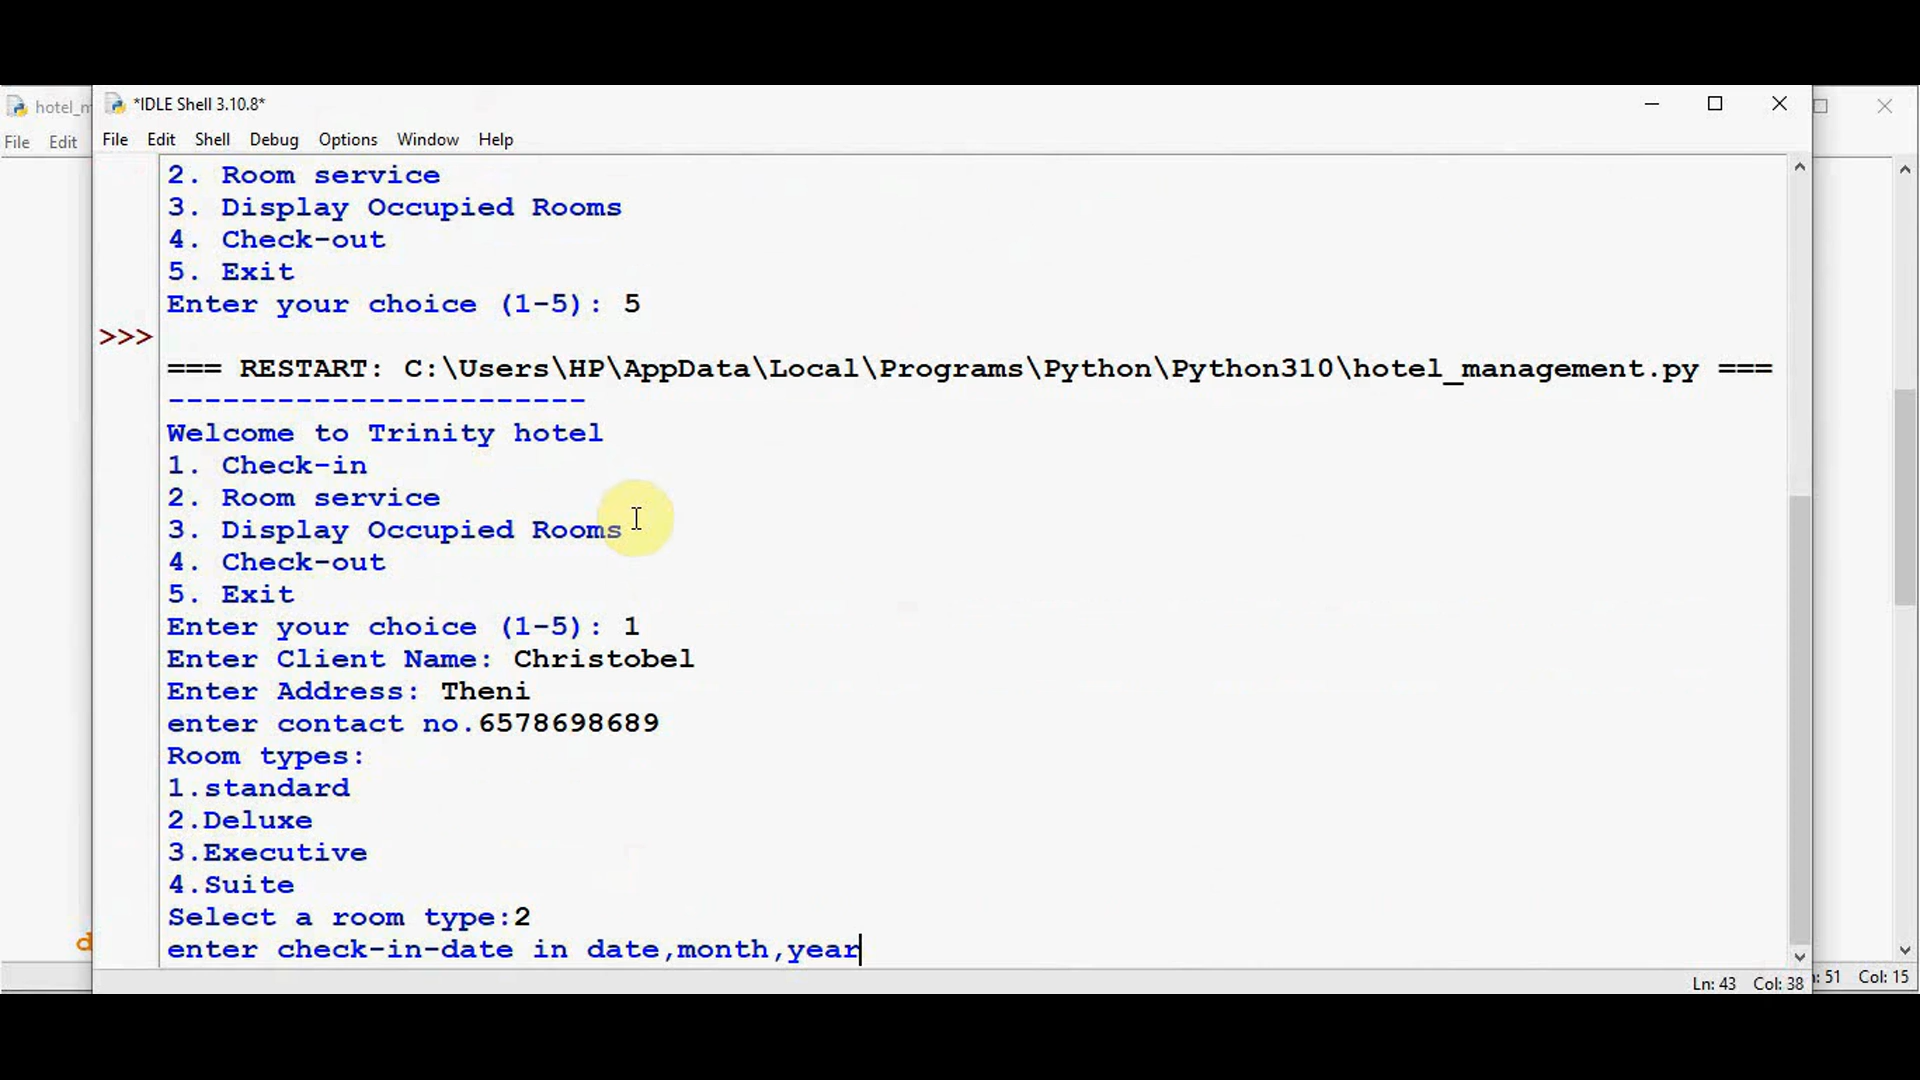 hotel_m
*IDLE Shell 3.10.8*
File Edit
File Edit Shell Debug Options Window Help
2. Room service
3. Display Occupied Rooms
4. Check-out
5. Exit
Enter your choice (1-5): 5
>>>
=== RESTART: C:\Users\HP\AppData\Local\Programs\Python\Python310\hotel_management.py ===
-----------------------
Welcome to Trinity hotel
1. Check-in
2. Room service
3. Display Occupied Rooms
4. Check-out
5. Exit
Enter your choice (1-5): 1
Enter Client Name: Christobel
Enter Address: Theni
enter contact no.6578698689
Room types:
1.standard
2.Deluxe
3.Executive
4.Suite
Select a room type:2
d
enter check-in-date in date,month,year
Ln: 43 Col: 38
: 51 Col: 15